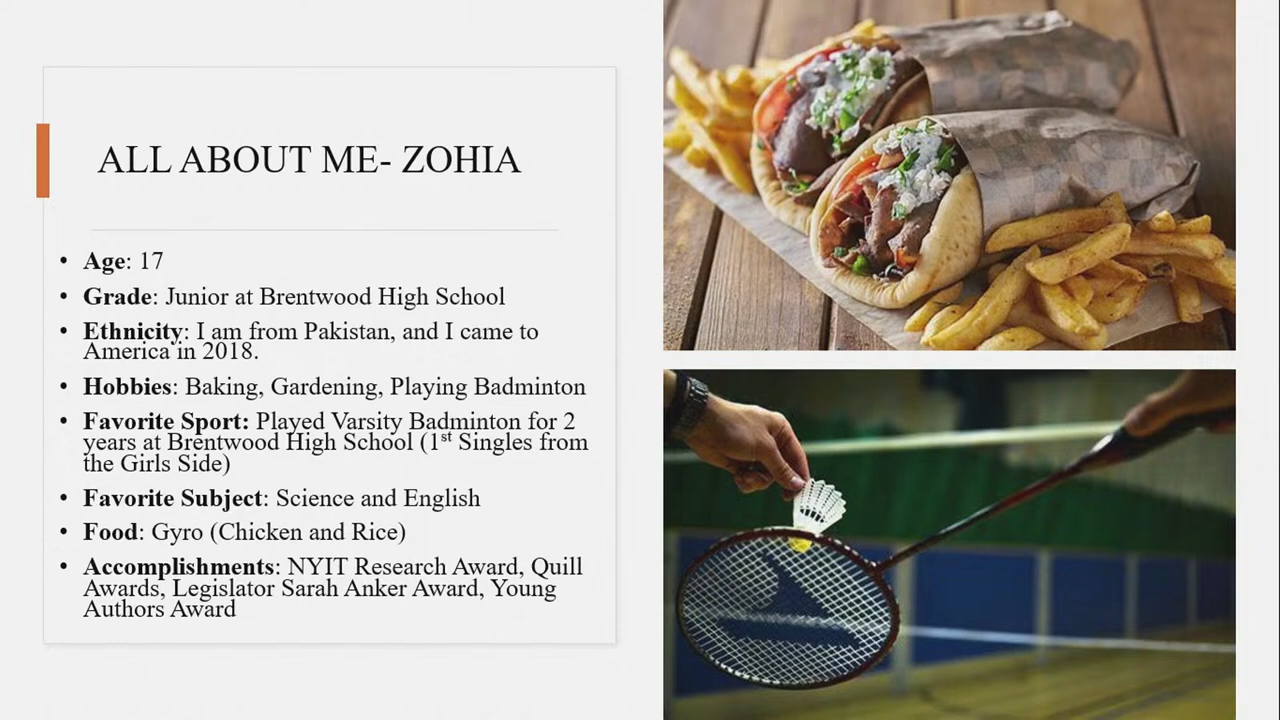 ALL ABOUT ME- ZOHIA
• Age: 17
• Grade: Junior at Brentwood High School
• Ethnicity: I am from Pakistan, and I came to
America in 2018.
• Hobbies: Baking, Gardening, Playing Badminton
• Favorite Sport: Played Varsity Badminton for 2
years at Brentwood High School (1st Singles from
the Girls Side)
• Favorite Subject: Science and English
• Food: Gyro (Chicken and Rice)
• Accomplishments: NYIT Research Award, Quill
Awards, Legislator Sarah Anker Award, Young
Authors Award